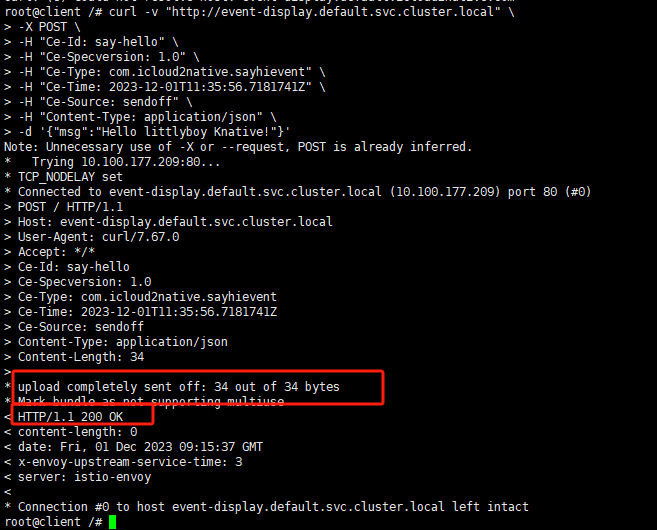 root@client /# curl -v "http://event-display.default.svc.cluster.local" \
> -X POST \
> -H "Ce-Id: say-hello" \
> -H "Ce-Specversion: 1.0" \
> -H "Ce-Type: com.icloud2native.sayhievent" \
> -H "Ce-Time: 2023-12-01T11:35:56.7181741Z" \
> -H "Ce-Source: sendoff" \
> -H "Content-Type: application/json" \
> -d '{"msg":"Hello littlyboy Knative!"}'
Note: Unnecessary use of -X or --request, POST is already inferred.
*   Trying 10.100.177.209:80...
* TCP_NODELAY set
* Connected to event-display.default.svc.cluster.local (10.100.177.209) port 80 (#0)
> POST / HTTP/1.1
> Host: event-display.default.svc.cluster.local
> User-Agent: curl/7.67.0
> Accept: */*
> Ce-Id: say-hello
> Ce-Specversion: 1.0
> Ce-Type: com.icloud2native.sayhievent
> Ce-Time: 2023-12-01T11:35:56.7181741Z
> Ce-Source: sendoff
> Content-Type: application/json
> Content-Length: 34
>
* upload completely sent off: 34 out of 34 bytes
* Mark bundle as not supporting multiuse
< HTTP/1.1 200 OK
< content-length: 0
< date: Fri, 01 Dec 2023 09:15:37 GMT
< x-envoy-upstream-service-time: 3
< server: istio-envoy
<
* Connection #0 to host event-display.default.svc.cluster.local left intact
root@client /#